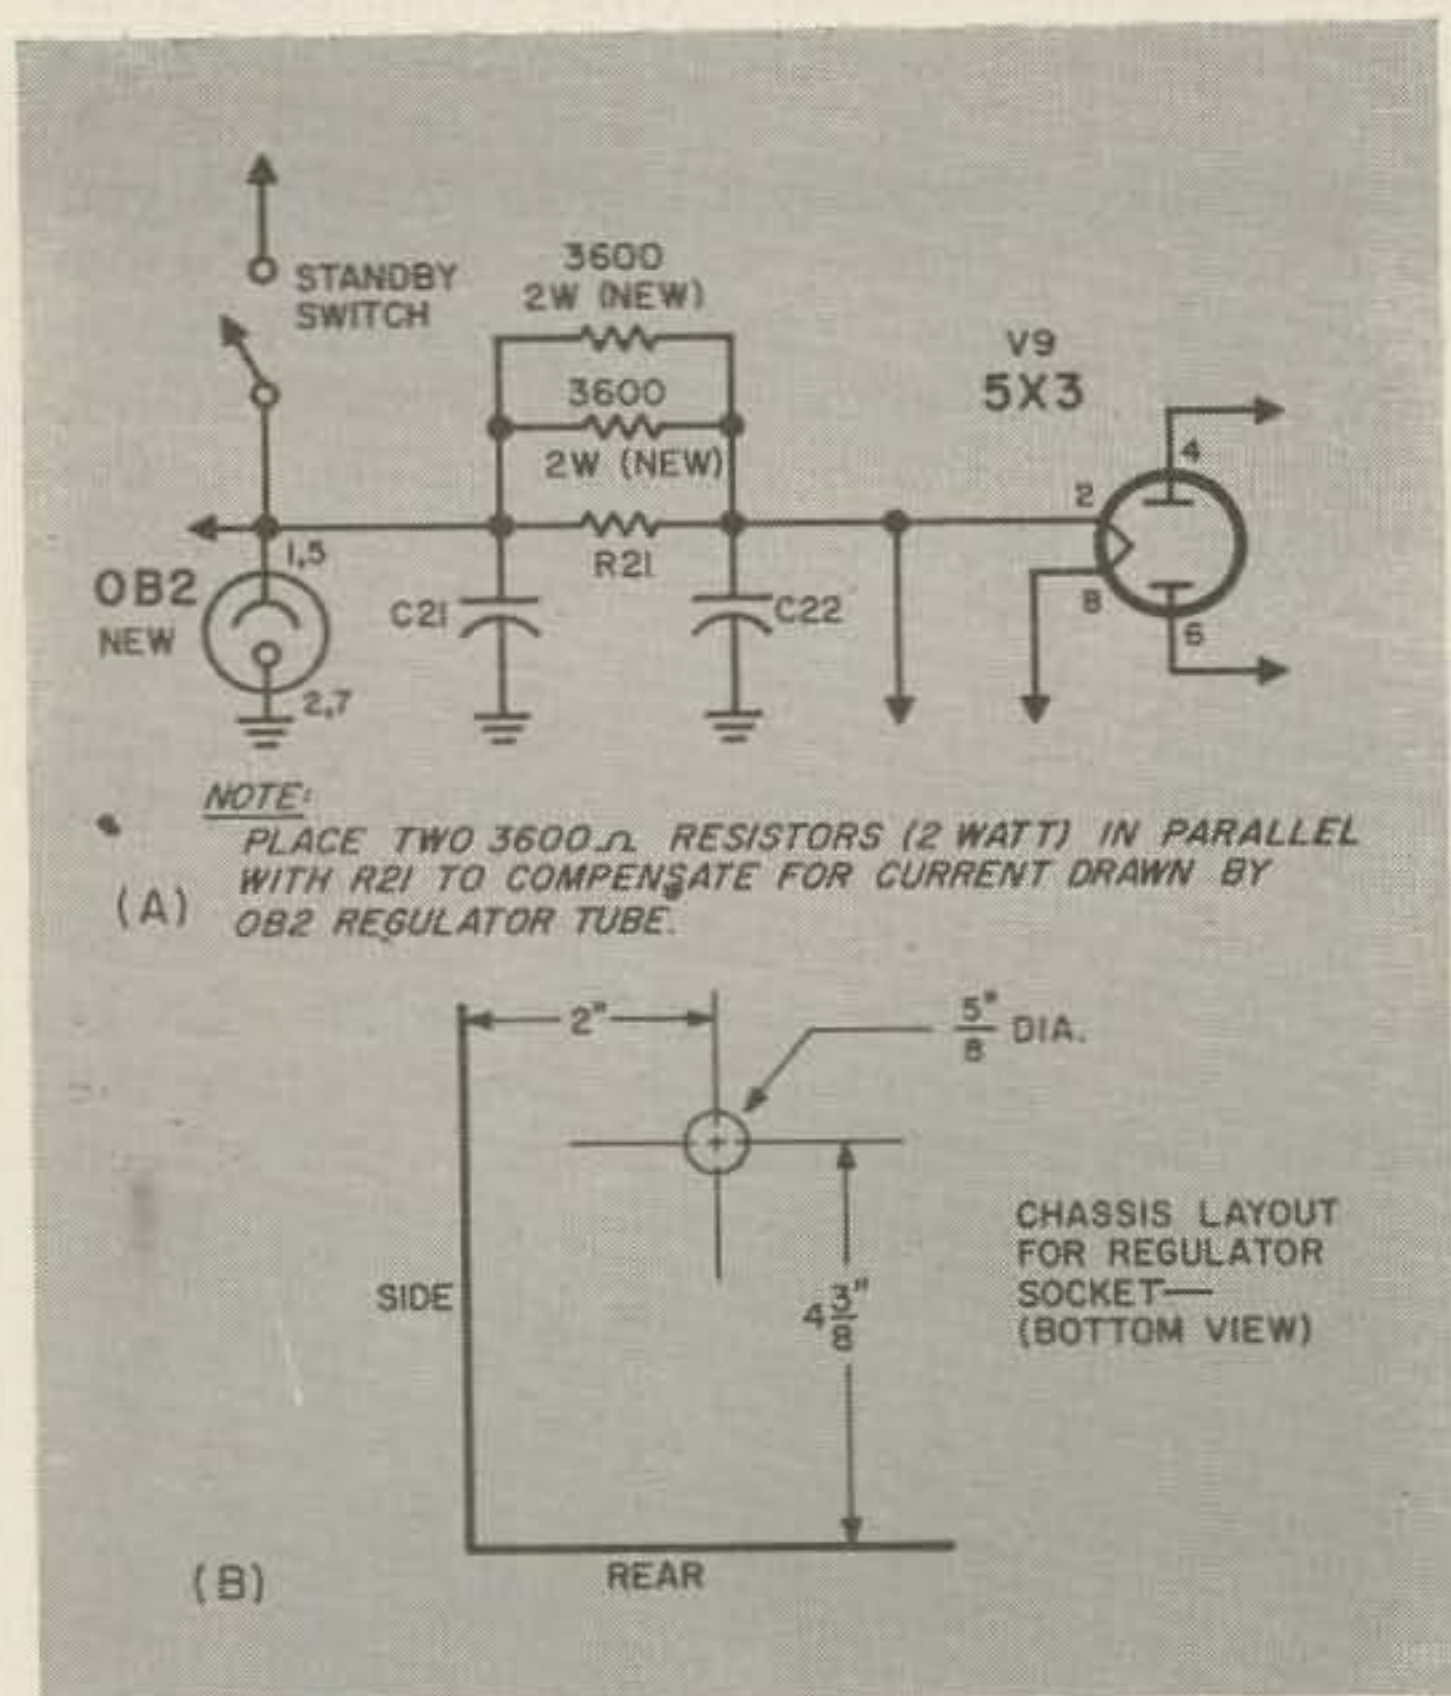 STANDBY
SWITCH
3600
2W (NEW)
3600
2W (NEW)
R21
V9
5X3
4
2
8
6
1,5
OB2
NEW
2,7
C21
C22
NOTE:
PLACE TWO 3600Ω RESISTORS (2 WATT) IN PARALLEL
WITH R21 TO COMPENSATE FOR CURRENT DRAWN BY
OB2 REGULATOR TUBE.
(A)
2"
5/8" DIA.
SIDE
4 3/8"
CHASSIS LAYOUT
FOR REGULATOR
SOCKET—
(BOTTOM VIEW)
REAR
(B)